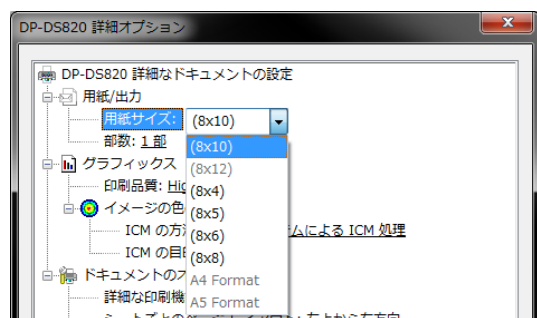 DP-DS820 詳細オプション
DP-DS820 詳細なドキュメントの設定
用紙/出力
用紙サイズ: (8x10)
部数: 1 部
(8x10)
(8x12)
(8x4)
(8x5)
(8x6)
(8x8)
A4 Format
A5 Format
グラフィックス
印刷品質: Hig
イメージの色
ICM の方 ムによる ICM 処理
ICM の目
ドキュメントのオ
詳細な印刷機